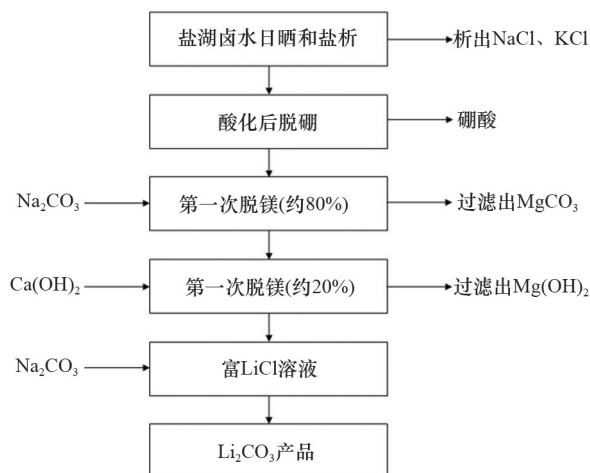 盐湖卤水日晒和盐析
析出NaCl、KCl
酸化后脱硼
硼酸
Na₂CO₃
第一次脱镁(约80%)
过滤出MgCO₃
Ca(OH)₂
第一次脱镁(约20%)
过滤出Mg(OH)₂
Na₂CO₃
富LiCl溶液
Li₂CO₃产品